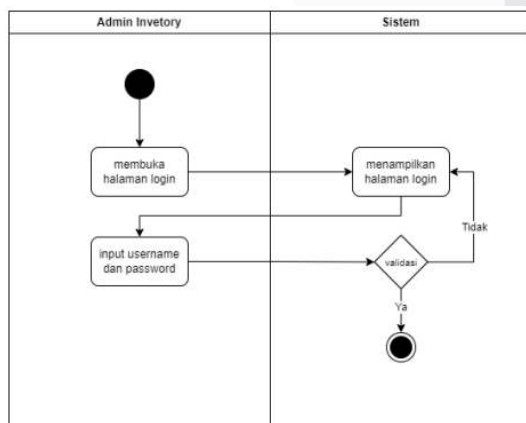 Admin Invetory
Sistem
membuka
halaman login
menampilkan
halaman login
input username
dan password
validasi
Tidak
Ya